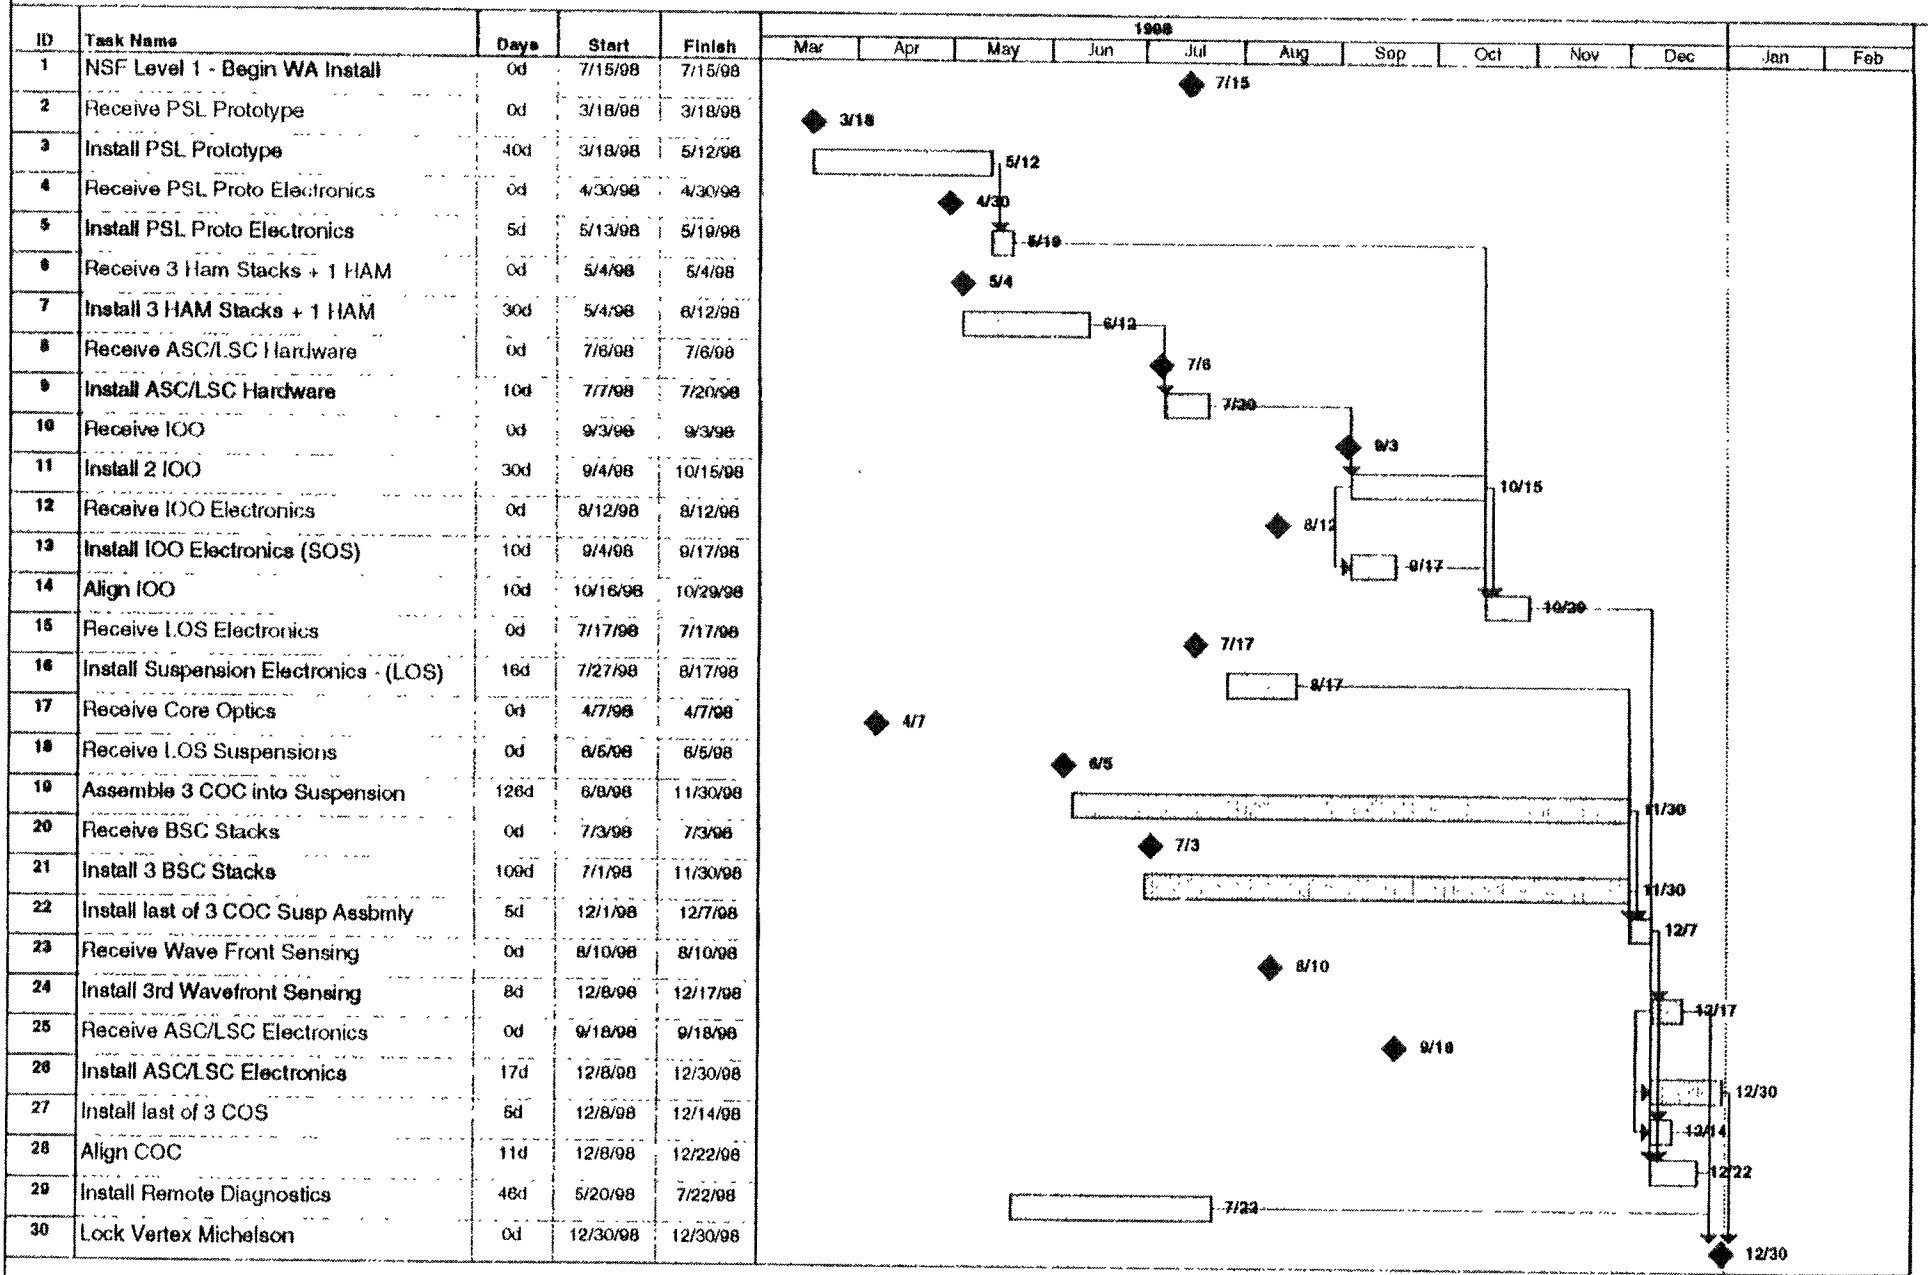 1998
ID Task Name Days Start Finish Mar Apr May Jun Jul Aug Sep Oct Nov Dec Jan Feb
1 NSF Level 1 - Begin WA Install 0d 7/15/98 7/15/98 7/15
2 Receive PSL Prototype 0d 3/18/98 3/18/98 3/18
3 Install PSL Prototype 40d 3/18/98 5/12/98 5/12
4 Receive PSL Proto Electronics 0d 4/30/98 4/30/98 4/30
5 Install PSL Proto Electronics 5d 5/13/98 5/19/98 5/19
6 Receive 3 Ham Stacks + 1 HAM 0d 5/4/98 5/4/98 5/4
7 Install 3 HAM Stacks + 1 HAM 30d 5/4/98 6/12/98 6/12
8 Receive ASC/LSC Hardware 0d 7/6/98 7/6/98 7/6
9 Install ASC/LSC Hardware 10d 7/7/98 7/20/98 7/20
10 Receive IOO 0d 9/3/98 9/3/98 9/3
11 Install 2 IOO 30d 9/4/98 10/15/98 10/15
12 Receive IOO Electronics 0d 8/12/98 8/12/98 8/12
13 Install IOO Electronics (SOS) 10d 9/4/98 9/17/98 9/17
14 Align IOO 10d 10/16/98 10/29/98 10/29
15 Receive LOS Electronics 0d 7/17/98 7/17/98 7/17
16 Install Suspension Electronics - (LOS) 16d 7/27/98 8/17/98 8/17
17 Receive Core Optics 0d 4/7/98 4/7/98 4/7
18 Receive LOS Suspensions 0d 6/5/98 6/5/98 6/5
19 Assemble 3 COC into Suspension 126d 6/8/98 11/30/98 11/30
20 Receive BSC Stacks 0d 7/3/98 7/3/98 7/3
21 Install 3 BSC Stacks 109d 7/1/98 11/30/98 11/30
22 Install last of 3 COC Susp Assbmly 5d 12/1/98 12/7/98 12/7
23 Receive Wave Front Sensing 0d 8/10/98 8/10/98 8/10
24 Install 3rd Wavefront Sensing 8d 12/8/98 12/17/98 12/17
25 Receive ASC/LSC Electronics 0d 9/18/98 9/18/98 9/18
26 Install ASC/LSC Electronics 17d 12/8/98 12/30/98 12/30
27 Install last of 3 COS 5d 12/8/98 12/14/98 12/14
28 Align COC 11d 12/8/98 12/22/98 12/22
29 Install Remote Diagnostics 46d 5/20/98 7/22/98 7/22
30 Lock Vertex Michelson 0d 12/30/98 12/30/98 12/30